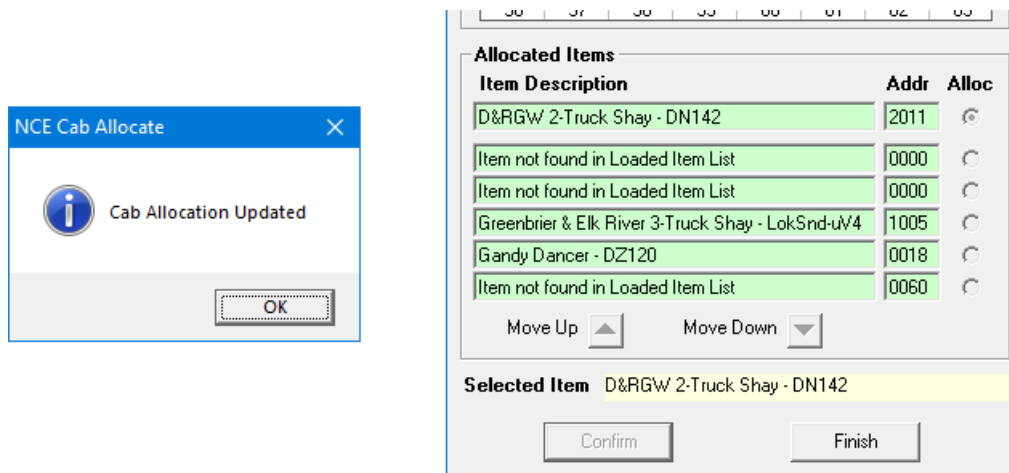 NCE Cab Allocate
Cab Allocation Updated
OK
Allocated Items
Item Description Addr Alloc
D&RGW 2-Truck Shay - DN142 2011
Item not found in Loaded Item List 0000
Item not found in Loaded Item List 0000
Greenbrier & Elk River 3-Truck Shay - LokSnd-uV4 1005
Gandy Dancer - DZ120 0018
Item not found in Loaded Item List 0060
Move Up Move Down
Selected Item D&RGW 2-Truck Shay - DN142
Confirm Finish